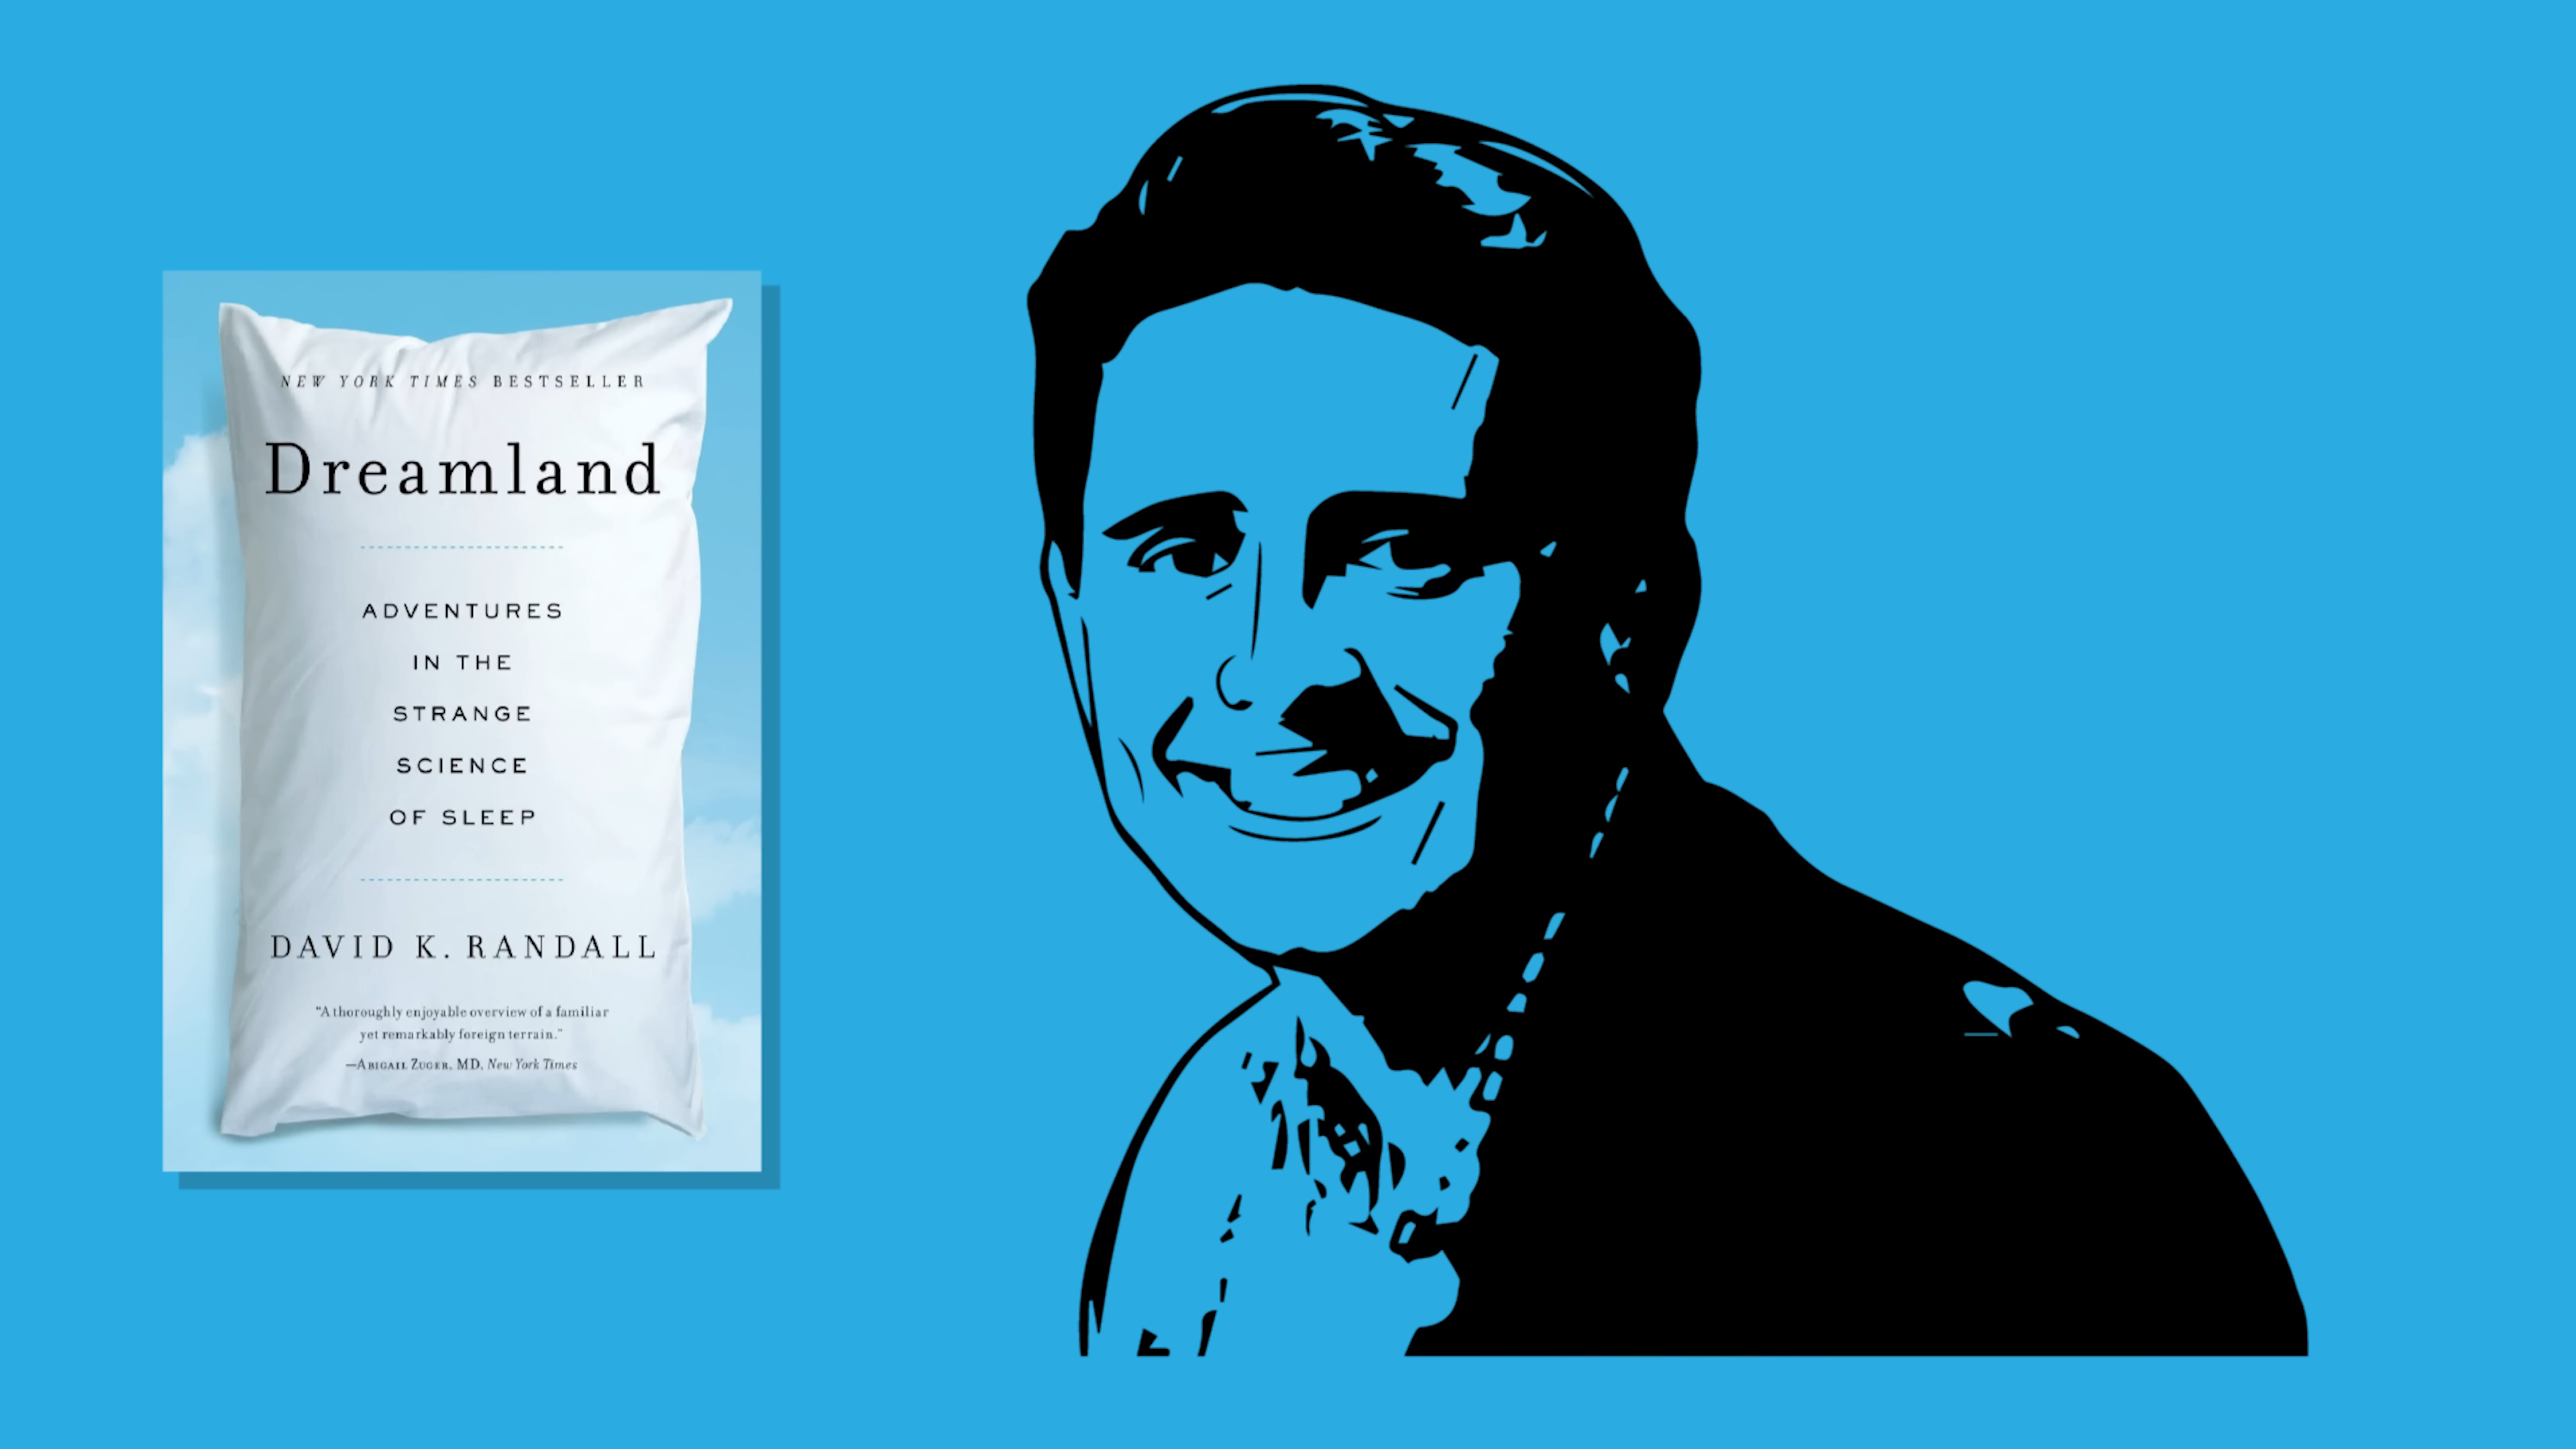 NEW YORK TIMES BESTSELLER
Dreamland
ADVENTURES
IN THE
STRANGE
SCIENCE
OF SLEEP
DAVID K. RANDALL
"A thoroughly enjoyable overview of a familiar
yet remarkably foreign terrain."
—ABIGAIL ZUGER, MD, New York Times